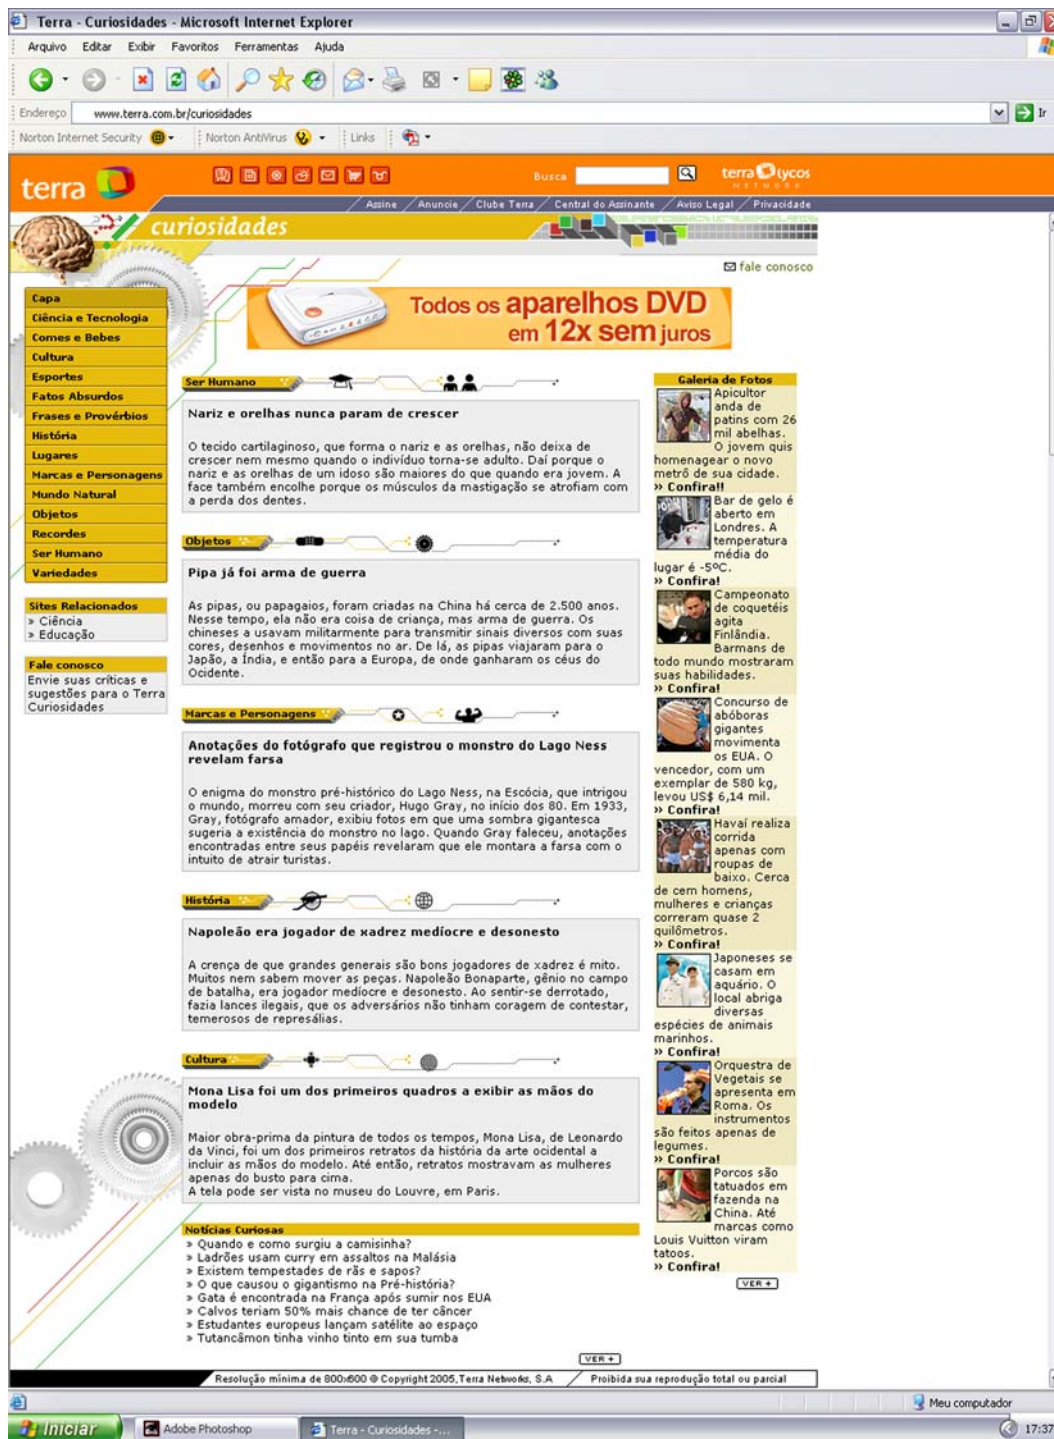 Terra - Curiosidades - Microsoft Internet Explorer
Arquivo Editar Exibir Favoritos Ferramentas Ajuda
Endereço www.terra.com.br/curiosidades Ir
Norton Internet Security Norton AntiVirus Links
terra
Busca
terra Lycos
NETWORK
Assine Anuncie Clube Terra Central do Assinante Aviso Legal Privacidade
curiosidades
fale conosco
Todos os aparelhos DVD
em 12x sem juros
Capa
Ciência e Tecnologia
Comes e Bebes
Cultura
Esportes
Fatos Absurdos
Frases e Provérbios
História
Lugares
Marcas e Personagens
Mundo Natural
Objetos
Recordes
Ser Humano
Variedades
Sites Relacionados
» Ciência
» Educação
Fale conosco
Envie suas críticas e
sugestões para o Terra
Curiosidades
Ser Humano
Nariz e orelhas nunca param de crescer
O tecido cartilaginoso, que forma o nariz e as orelhas, não deixa de
crescer nem mesmo quando o indivíduo torna-se adulto. Daí porque o
nariz e as orelhas de um idoso são maiores do que quando era jovem. A
face também encolhe porque os músculos da mastigação se atrofiam com
a perda dos dentes.
Objetos
Pipa já foi arma de guerra
As pipas, ou papagaios, foram criadas na China há cerca de 2.500 anos.
Nesse tempo, ela não era coisa de criança, mas arma de guerra. Os
chineses a usavam militarmente para transmitir sinais diversos com suas
cores, desenhos e movimentos no ar. De lá, as pipas viajaram para o
Japão, a Índia, e então para a Europa, de onde ganharam os céus do
Ocidente.
Marcas e Personagens
Anotações do fotógrafo que registrou o monstro do Lago Ness
revelam farsa
O enigma do monstro pré-histórico do Lago Ness, na Escócia, que intrigou
o mundo, morreu com seu criador, Hugo Gray, no início dos 80. Em 1933,
Gray, fotógrafo amador, exibiu fotos em que uma sombra gigantesca
sugeria a existência do monstro no lago. Quando Gray faleceu, anotações
encontradas entre seus papéis revelaram que ele montara a farsa com o
intuito de atrair turistas.
História
Napoleão era jogador de xadrez medíocre e desonesto
A crença de que grandes generais são bons jogadores de xadrez é mito.
Muitos nem sabem mover as peças. Napoleão Bonaparte, gênio no campo
de batalha, era jogador medíocre e desonesto. Ao sentir-se derrotado,
fazia lances ilegais, que os adversários não tinham coragem de contestar,
temerosos de represálias.
Cultura
Mona Lisa foi um dos primeiros quadros a exibir as mãos do
modelo
Maior obra-prima da pintura de todos os tempos, Mona Lisa, de Leonardo
da Vinci, foi um dos primeiros retratos da história da arte ocidental a
incluir as mãos do modelo. Até então, retratos mostravam as mulheres
apenas do busto para cima.
A tela pode ser vista no museu do Louvre, em Paris.
Notícias Curiosas
» Quando e como surgiu a camisinha?
» Ladrões usam curry em assaltos na Malásia
» Existem tempestades de rãs e sapos?
» O que causou o gigantismo na Pré-história?
» Gata é encontrada na França após sumir nos EUA
» Calvos teriam 50% mais chance de ter câncer
» Estudantes europeus lançam satélite ao espaço
» Tutancâmon tinha vinho tinto em sua tumba
VER +
Galeria de Fotos
Apicultor
anda de
patins com 26
mil abelhas.
O jovem quis
homenagear o novo
metrô de sua cidade.
» Confira!!
Bar de gelo é
aberto em
Londres. A
temperatura
média do
lugar é -5ºC.
» Confira!
Campeonato
de coquetéis
agita
Finlândia.
Barmans de
todo mundo mostraram
suas habilidades.
» Confira!
Concurso de
abóboras
gigantes
movimenta
os EUA. O
vencedor, com um
exemplar de 580 kg,
levou US$ 6,14 mil.
» Confira!
Havaí realiza
corrida
apenas com
roupas de
baixo. Cerca
de cem homens,
mulheres e crianças
correram quase 2
quilômetros.
» Confira!
Japoneses se
casam em
aquário. O
local abriga
diversas
espécies de animais
marinhos.
» Confira!
Orquestra de
Vegetais se
apresenta em
Roma. Os
instrumentos
são feitos apenas de
legumes.
» Confira!
Porcos são
tatuados em
fazenda na
China. Até
marcas como
Louis Vuitton viram
tatoos.
» Confira!
VER +
Resolução mínima de 800x600 © Copyright 2005, Terra Networks, S.A Proibida sua reprodução total ou parcial
Meu computador
Iniciar Adobe Photoshop Terra - Curiosidades -... 17:37